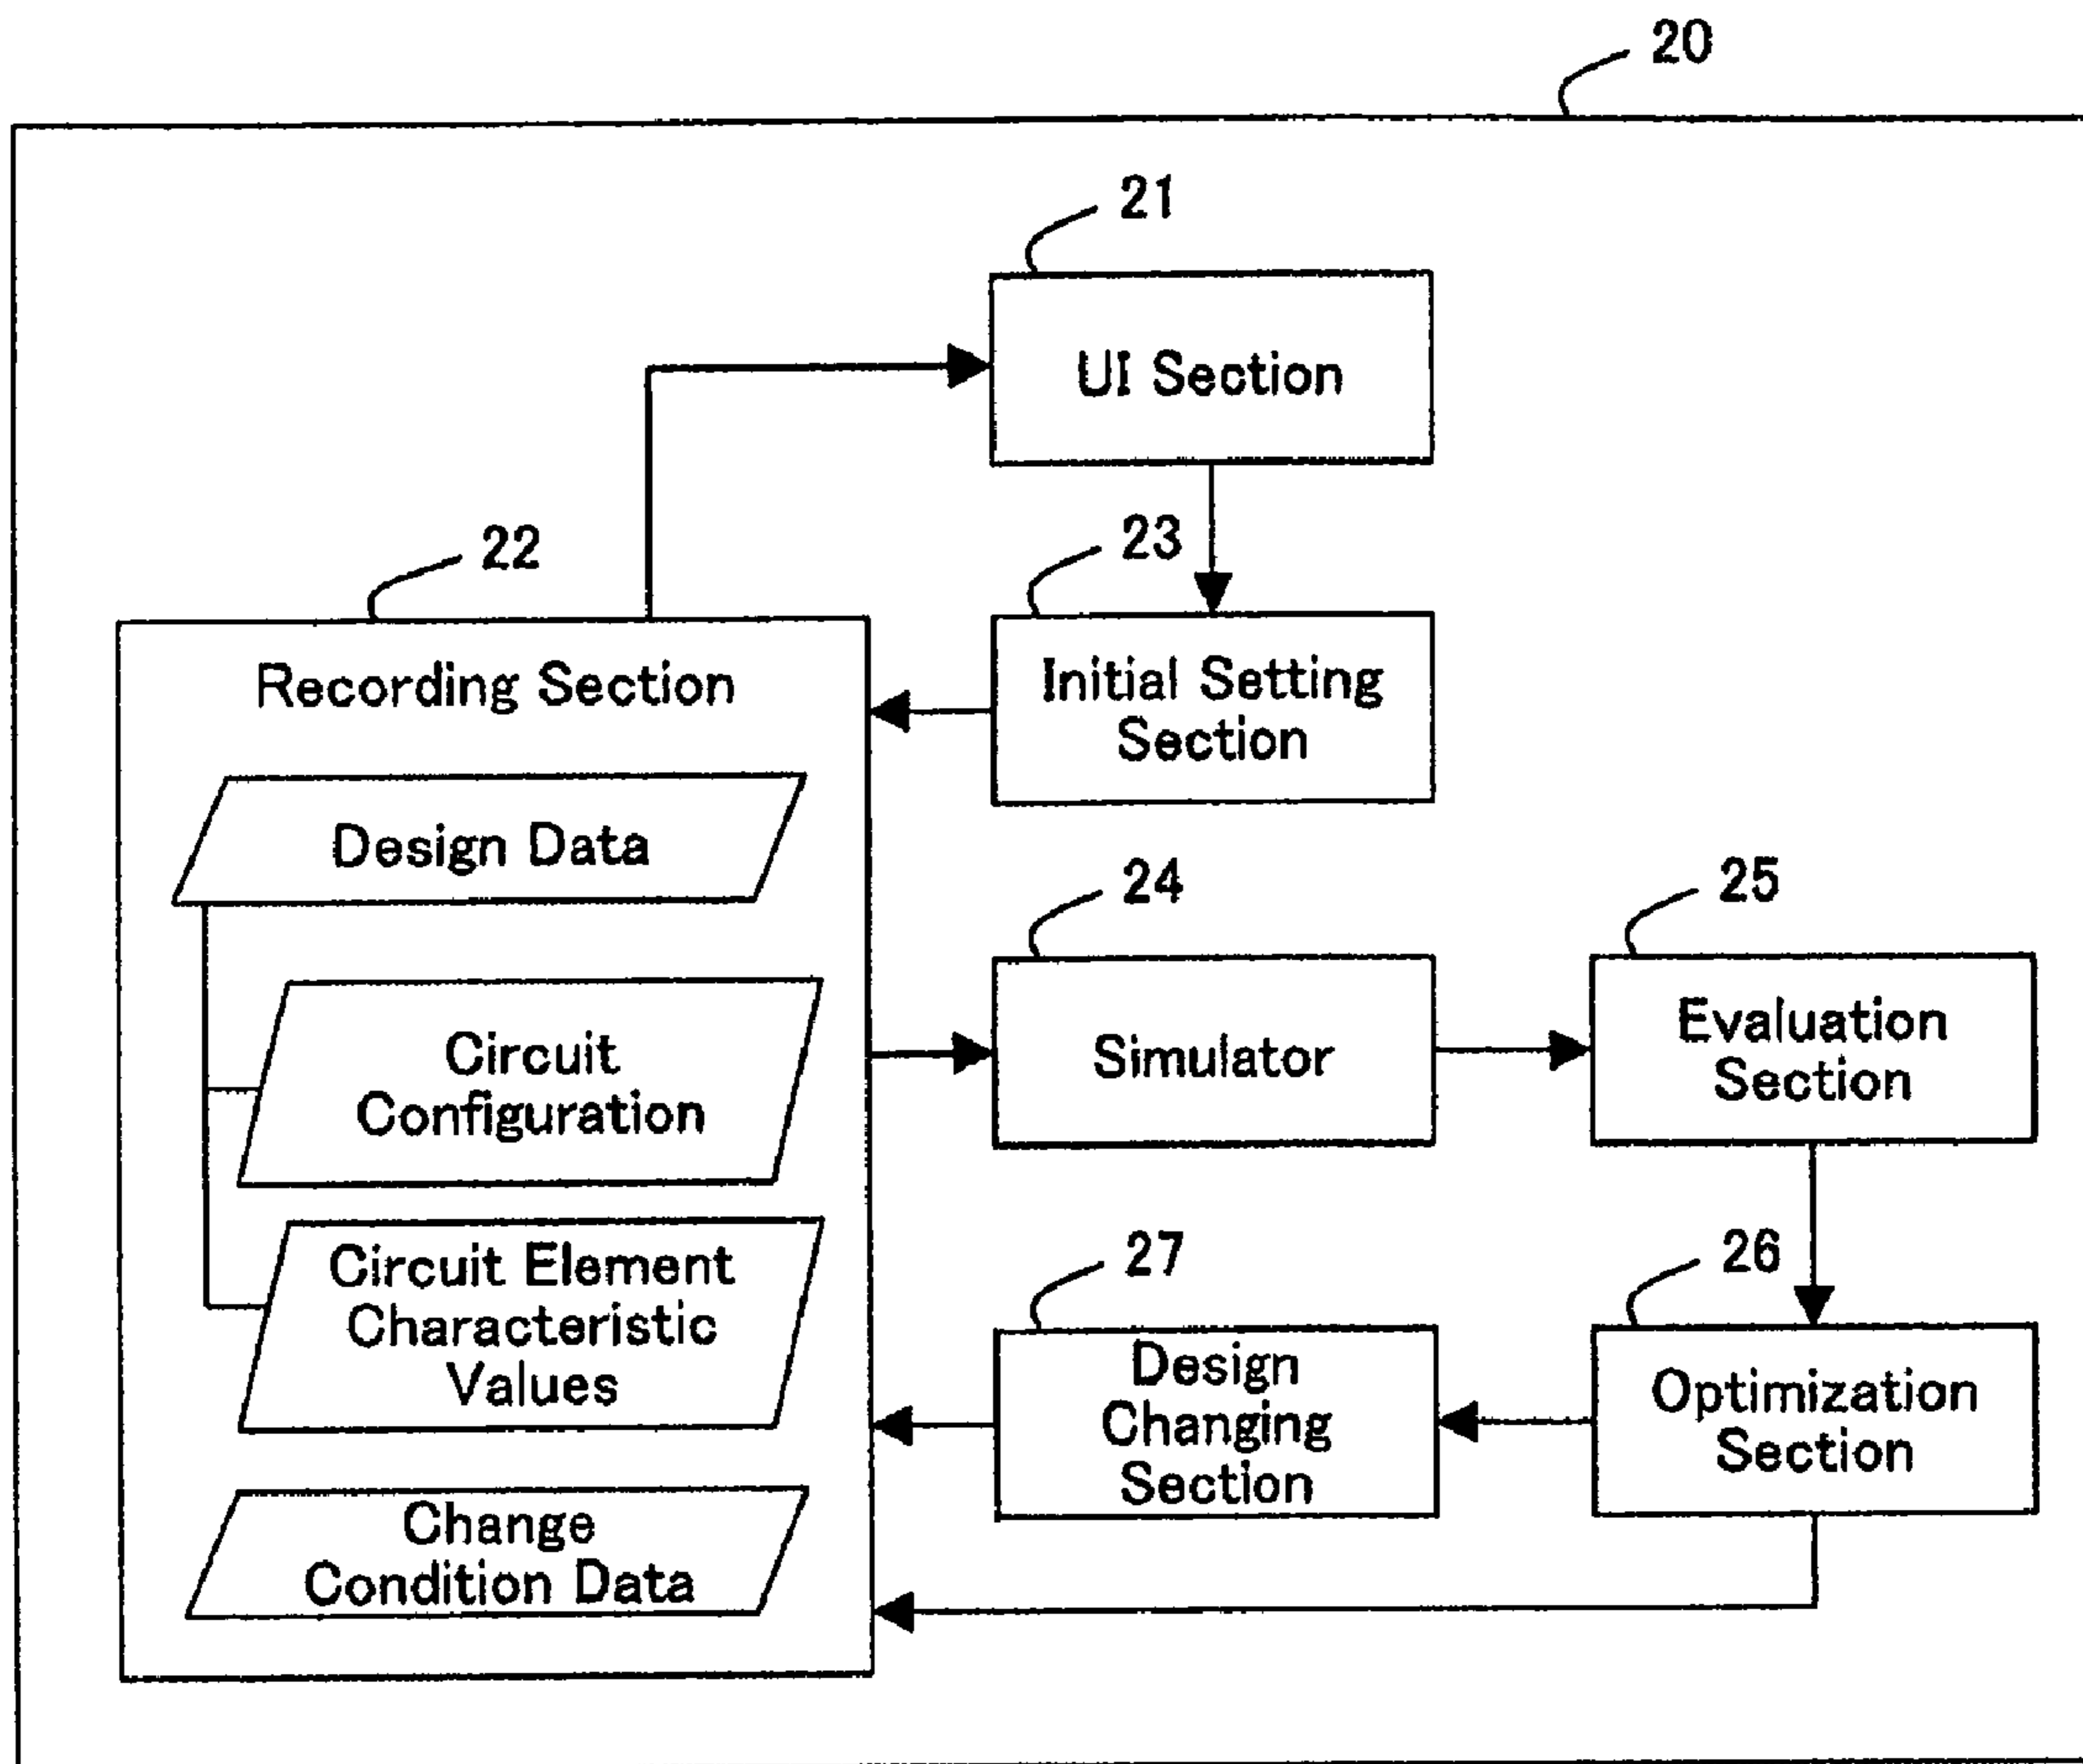 20
21
UI Section
22
23
Recording Section
Initial Setting
Section
Design Data
24
25
Circuit
Configuration
Simulator
Evaluation
Section
Circuit Element
Characteristic
Values
27
26
Design
Changing
Section
Optimization
Section
Change
Condition Data